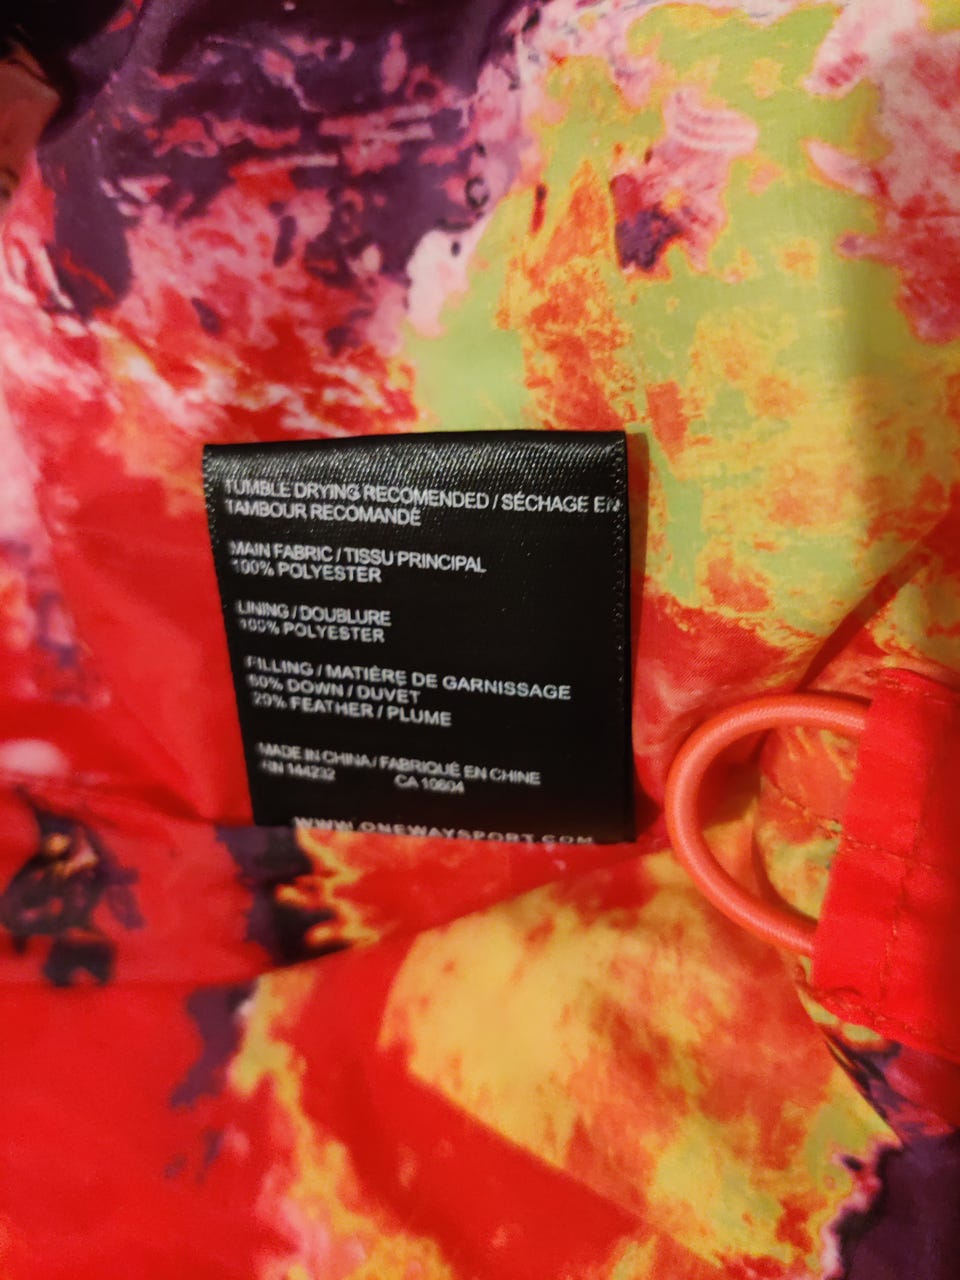 TUMBLE DRYING RECOMENDED / SÉCHAGE EN
TAMBOUR RECOMANDÉ
MAIN FABRIC / TISSU PRINCIPAL
100% POLYESTER
LINING / DOUBLURE
100% POLYESTER
FILLING / MATIÈRE DE GARNISSAGE
DOWN / DUVET
20% FEATHER / PLUME
MADE IN CHINA / FABRIQUÉ EN CHINE
RN 144232 CA 10604
WWW.ONEWAYSPORT.COM